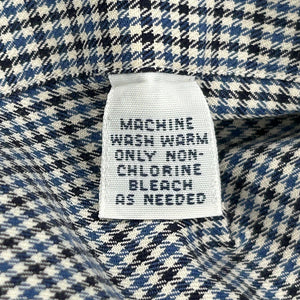 MACHINE
WASH WARM
ONLY NON-
CHLORINE
BLEACH
AS NEEDED